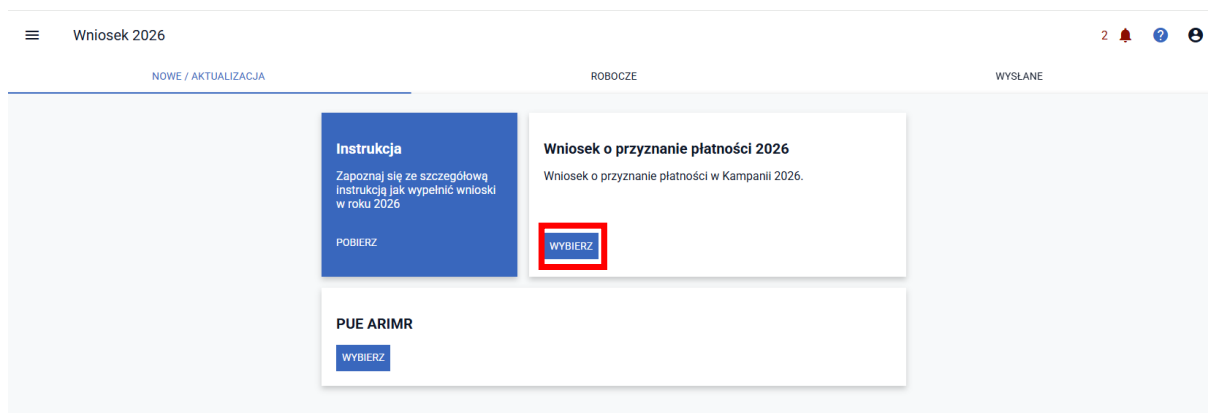 Wniosek 2026
2
NOWE / AKTUALIZACJA
ROBOCZE
WYSŁANE
Instrukcja
Zapoznaj się ze szczegółową
instrukcją jak wypełnić wnioski
w roku 2026
POBIERZ
Wniosek o przyznanie płatności 2026
Wniosek o przyznanie płatności w Kampanii 2026.
WYBIERZ
PUE ARIMR
WYBIERZ